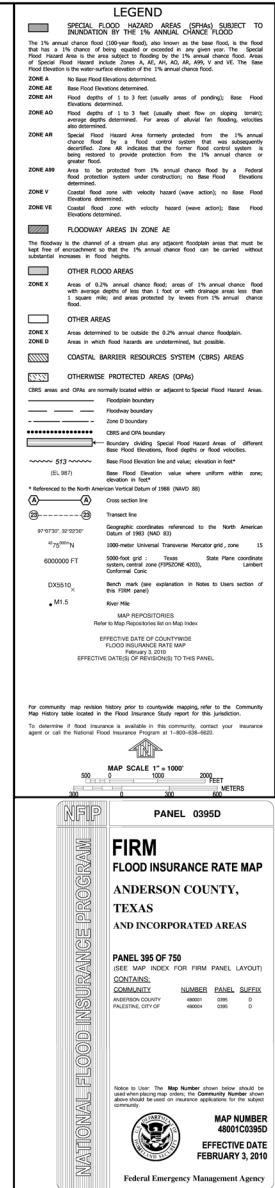 LEGEND
SPECIAL FLOOD HAZARD AREAS (SFHAs) SUBJECT TO
INUNDATION BY THE 1% ANNUAL CHANCE FLOOD
The 1% annual chance flood (100-year flood), also known as the base flood, is the flood
that has a 1% chance of being equaled or exceeded in any given year. The Special
Flood Hazard Area is the area subject to flooding by the 1% annual chance flood. Areas
of Special Flood Hazard include Zones A, AE, AH, AO, AR, A99, V and VE. The Base
Flood Elevation is the water-surface elevation of the 1% annual chance flood.
ZONE A No Base Flood Elevations determined.
ZONE AE Base Flood Elevations determined.
ZONE AH Flood depths of 1 to 3 feet (usually areas of ponding); Base Flood
Elevations determined.
ZONE AO Flood depths of 1 to 3 feet (usually sheet flow on sloping terrain);
average depths determined. For areas of alluvial fan flooding, velocities
also determined.
ZONE AR Special Flood Hazard Area formerly protected from the 1% annual
chance flood by a flood control system that was subsequently
decertified. Zone AR indicates that the former flood control system is
being restored to provide protection from the 1% annual chance or
greater flood.
ZONE A99 Area to be protected from 1% annual chance flood by a Federal
flood protection system under construction; no Base Flood Elevations
determined.
ZONE V Coastal flood zone with velocity hazard (wave action); no Base Flood
Elevations determined.
ZONE VE Coastal flood zone with velocity hazard (wave action); Base Flood
Elevations determined.
FLOODWAY AREAS IN ZONE AE
The floodway is the channel of a stream plus any adjacent floodplain areas that must be
kept free of encroachment so that the 1% annual chance flood can be carried without
substantial increases in flood heights.
OTHER FLOOD AREAS
ZONE X Areas of 0.2% annual chance flood; areas of 1% annual chance flood
with average depths of less than 1 foot or with drainage areas less than
1 square mile; and areas protected by levees from 1% annual chance
flood.
OTHER AREAS
ZONE X Areas determined to be outside the 0.2% annual chance floodplain.
ZONE D Areas in which flood hazards are undetermined, but possible.
COASTAL BARRIER RESOURCES SYSTEM (CBRS) AREAS
OTHERWISE PROTECTED AREAS (OPAs)
CBRS areas and OPAs are normally located within or adjacent to Special Flood Hazard Areas.
Floodplain boundary
Floodway boundary
Zone D boundary
CBRS and OPA boundary
Boundary dividing Special Flood Hazard Areas of different
Base Flood Elevations, flood depths or flood velocities.
513 Base Flood Elevation line and value; elevation in feet*
(EL 987) Base Flood Elevation value where uniform within zone;
elevation in feet*
* Referenced to the North American Vertical Datum of 1988 (NAVD 88)
A A Cross section line
23 23 Transect line
97°07'30", 32°22'30" Geographic coordinates referenced to the North American
Datum of 1983 (NAD 83)
4275000mN 1000-meter Universal Transverse Mercator grid, zone 15
6000000 FT 5000-foot grid : Texas State Plane coordinate
system, central zone (FIPSZONE 4203), Lambert
Conformal Conic
DX5510 × Bench mark (see explanation in Notes to Users section of
this FIRM panel)
• M1.5 River Mile
MAP REPOSITORIES
Refer to Map Repositories list on Map Index
EFFECTIVE DATE OF COUNTYWIDE
FLOOD INSURANCE RATE MAP
February 3, 2010
EFFECTIVE DATE(S) OF REVISION(S) TO THIS PANEL
For community map revision history prior to countywide mapping, refer to the Community
Map History table located in the Flood Insurance Study report for this jurisdiction.
To determine if flood insurance is available in this community, contact your insurance
agent or call the National Flood Insurance Program at 1-800-638-6620.
N
MAP SCALE 1" = 1000'
500 0 1000 2000
FEET
METERS
300 0 300 600
NFIP
NATIONAL FLOOD INSURANCE PROGRAM
PANEL 0395D
FIRM
FLOOD INSURANCE RATE MAP
ANDERSON COUNTY,
TEXAS
AND INCORPORATED AREAS
PANEL 395 OF 750
(SEE MAP INDEX FOR FIRM PANEL LAYOUT)
CONTAINS:
COMMUNITY NUMBER PANEL SUFFIX
ANDERSON COUNTY 480001 0395 D
PALESTINE, CITY OF 480004 0395 D
Notice to User: The Map Number shown below should be
used when placing map orders; the Community Number shown
above should be used on insurance applications for the subject
community.
MAP NUMBER
48001C0395D
EFFECTIVE DATE
FEBRUARY 3, 2010
Federal Emergency Management Agency